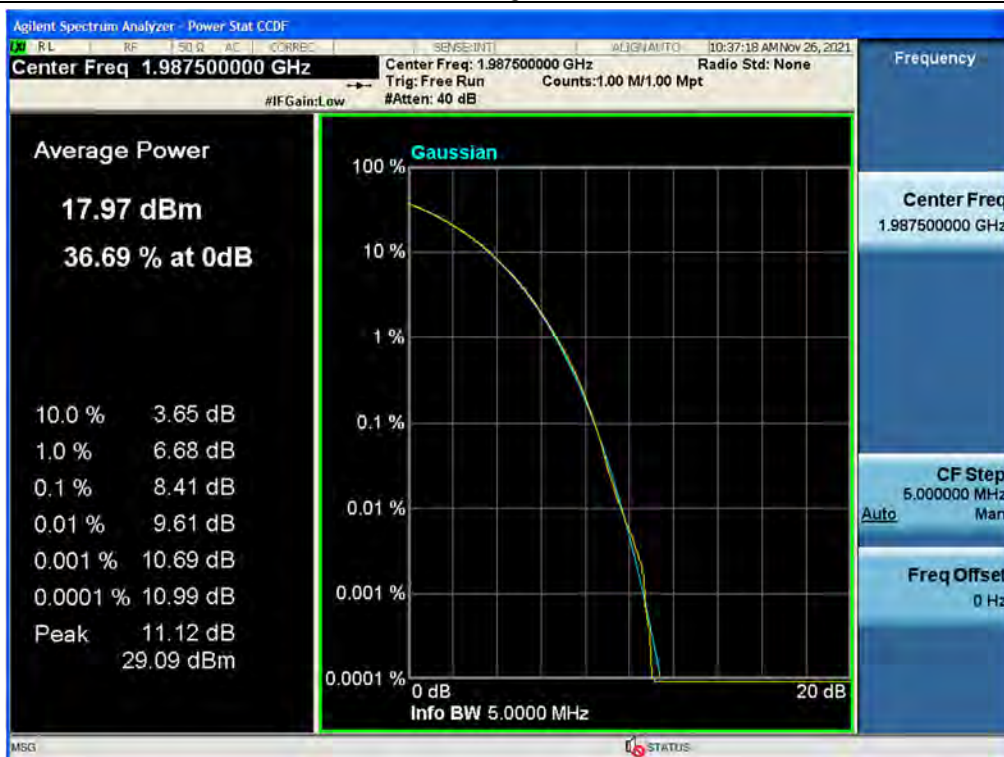 Agilent Spectrum Analyzer - Power Stat CCDF
LXI RL RF 50 Ω AC CORREC SENSE:INT ALIGN AUTO 10:37:18 AM Nov 26, 2021
Center Freq 1.987500000 GHz
Center Freq: 1.987500000 GHz Radio Std: None
Trig: Free Run Counts:1.00 M/1.00 Mpt
#IFGain:Low #Atten: 40 dB
Frequency
Average Power
17.97 dBm
36.69 % at 0dB
10.0 % 3.65 dB
1.0 % 6.68 dB
0.1 % 8.41 dB
0.01 % 9.61 dB
0.001 % 10.69 dB
0.0001 % 10.99 dB
Peak 11.12 dB
29.09 dBm
Gaussian
100 %
10 %
1 %
0.1 %
0.01 %
0.001 %
0.0001 %
0 dB 20 dB
Info BW 5.0000 MHz
Center Freq
1.987500000 GHz
CF Step
5.000000 MHz
Auto Man
Freq Offset
0 Hz
MSG STATUS